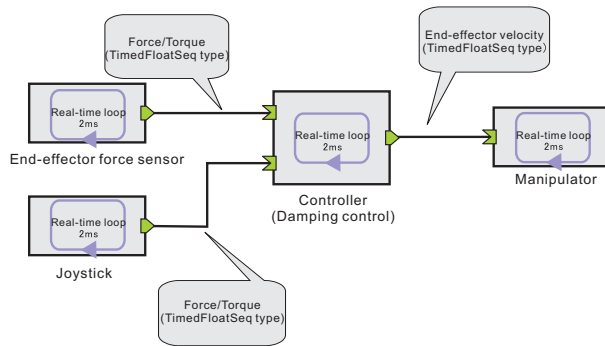 Force/Torque
(TimedFloatSeq type)
End-effector velocity
(TimedFloatSeq type)
Real-time loop
2ms
End-effector force sensor
Real-time loop
2ms
Controller
(Damping control)
Real-time loop
2ms
Manipulator
Real-time loop
2ms
Joystick
Force/Torque
(TimedFloatSeq type)